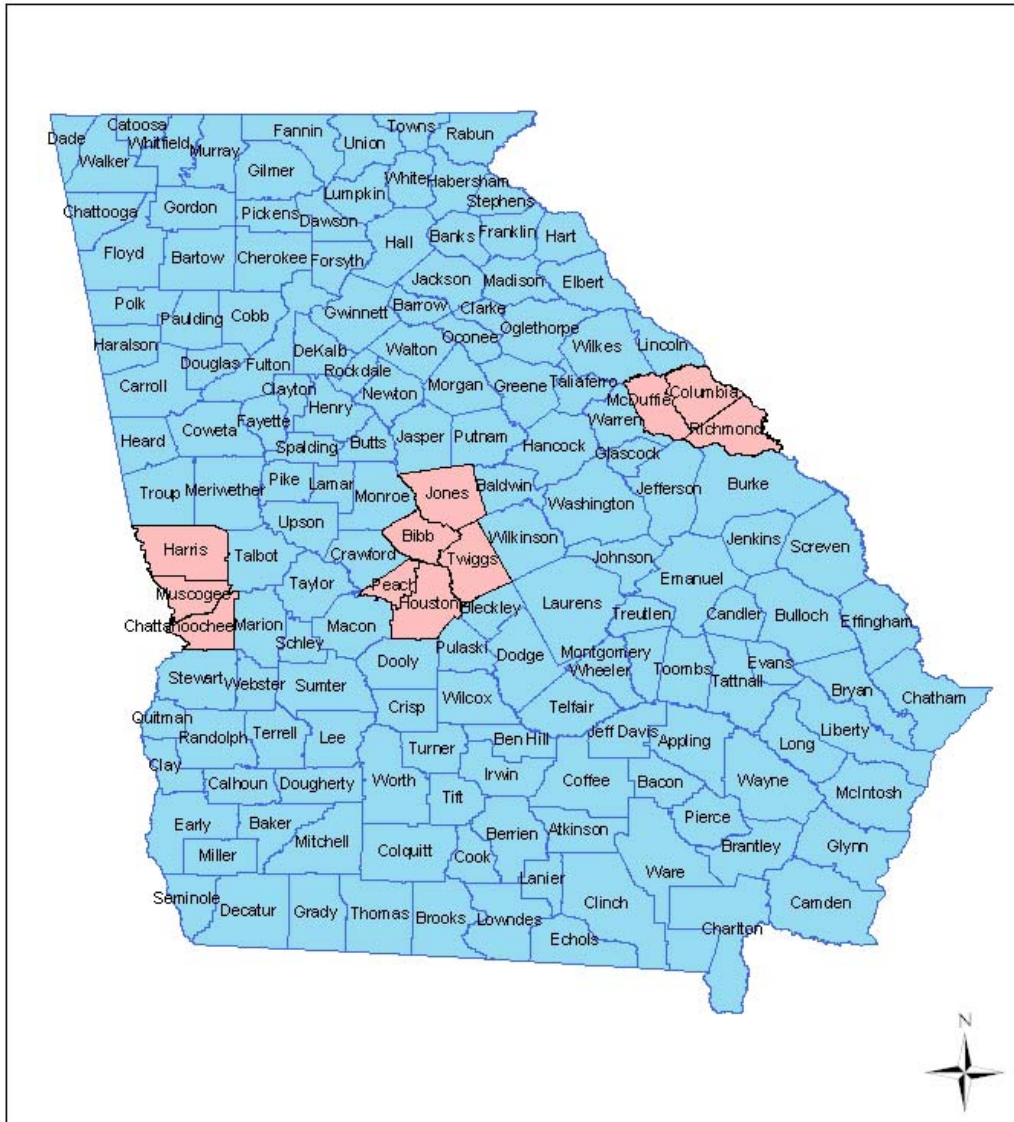 Dade
Catoosa
Whitfield
Walker
Murray
Fannin
Union
Towns
Rabun
Gilmer
White
Habersham
Stephens
Lumpkin
Chattooga
Gordon
Pickens
Dawson
Hall
Banks
Franklin
Hart
Floyd
Bartow
Cherokee
Forsyth
Jackson
Madison
Elbert
Polk
Paulding
Cobb
Gwinnett
Barrow
Clarke
Oglethorpe
Oconee
Haralson
Douglas
Fulton
DeKalb
Rockdale
Walton
Wilkes
Lincoln
Carroll
Clayton
Henry
Newton
Morgan
Greene
Taliaferro
McDuffie
Columbia
Richmond
Warren
Heard
Coweta
Fayette
Spalding
Butts
Jasper
Putnam
Hancock
Glascock
Troup
Meriwether
Pike
Lamar
Monroe
Jones
Baldwin
Washington
Jefferson
Burke
Upson
Harris
Talbot
Crawford
Bibb
Twiggs
Wilkinson
Johnson
Jenkins
Screven
Muscogee
Taylor
Peach
Houston
Bleckley
Laurens
Emanuel
Treutlen
Candler
Bulloch
Effingham
Chattahoochee
Marion
Schley
Macon
Dooly
Pulaski
Dodge
Montgomery
Wheeler
Toombs
Tattnall
Evans
Bryan
Chatham
Stewart
Webster
Sumter
Crisp
Wilcox
Telfair
Quitman
Randolph
Terrell
Lee
Turner
Ben Hill
Jeff Davis
Appling
Long
Liberty
Clay
Calhoun
Dougherty
Worth
Tift
Irwin
Coffee
Bacon
Wayne
McIntosh
Early
Baker
Mitchell
Miller
Colquitt
Cook
Berrien
Atkinson
Pierce
Brantley
Glynn
Lanier
Ware
Seminole
Decatur
Grady
Thomas
Brooks
Lowndes
Clinch
Echols
Charlton
Camden
N